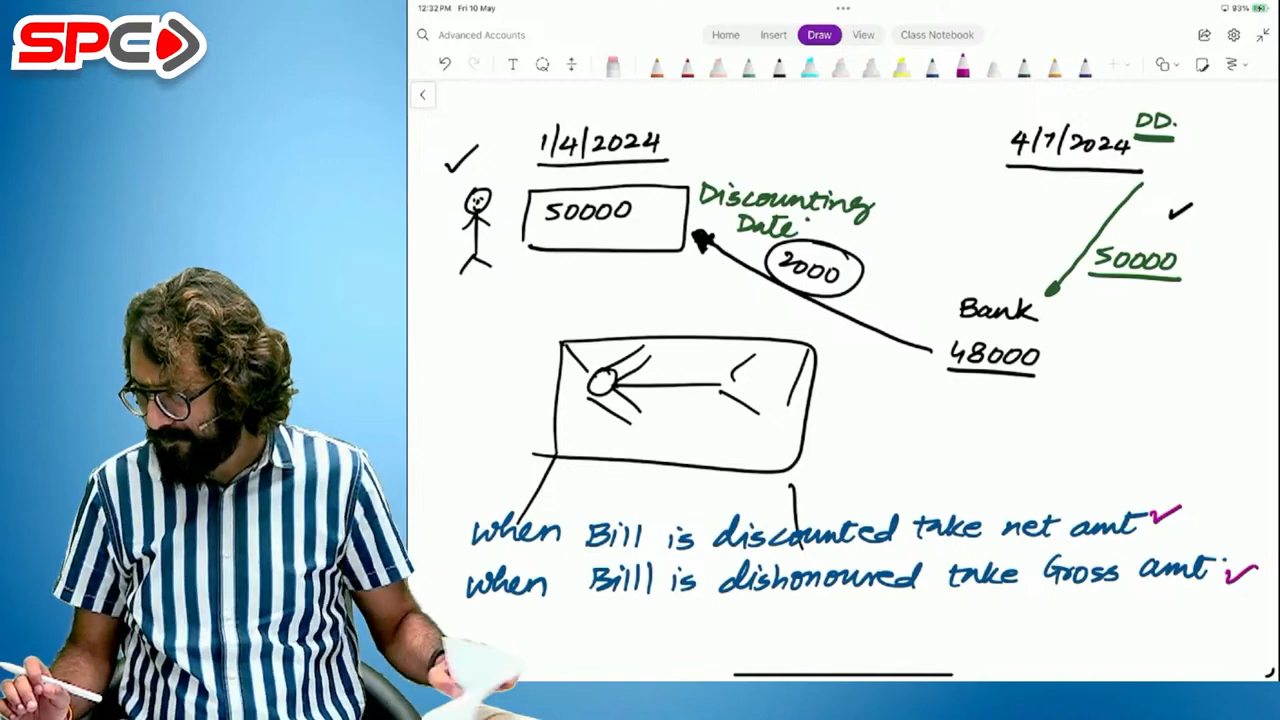 SPC
12:32 PM Fri 10 May
93%
Advanced Accounts
Home Insert Draw View Class Notebook
1/4/2024
4/7/2024
DD.
50000
Discounting
Date
2000
50000
Bank
48000
when Bill is discounted take net amt
when Billl is dishonoured take Gross amt.